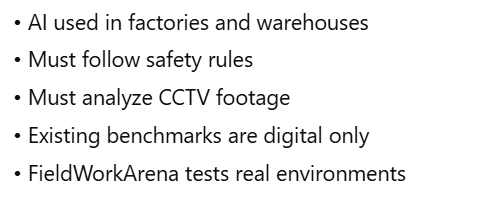 • AI used in factories and warehouses
• Must follow safety rules
• Must analyze CCTV footage
• Existing benchmarks are digital only
• FieldWorkArena tests real environments